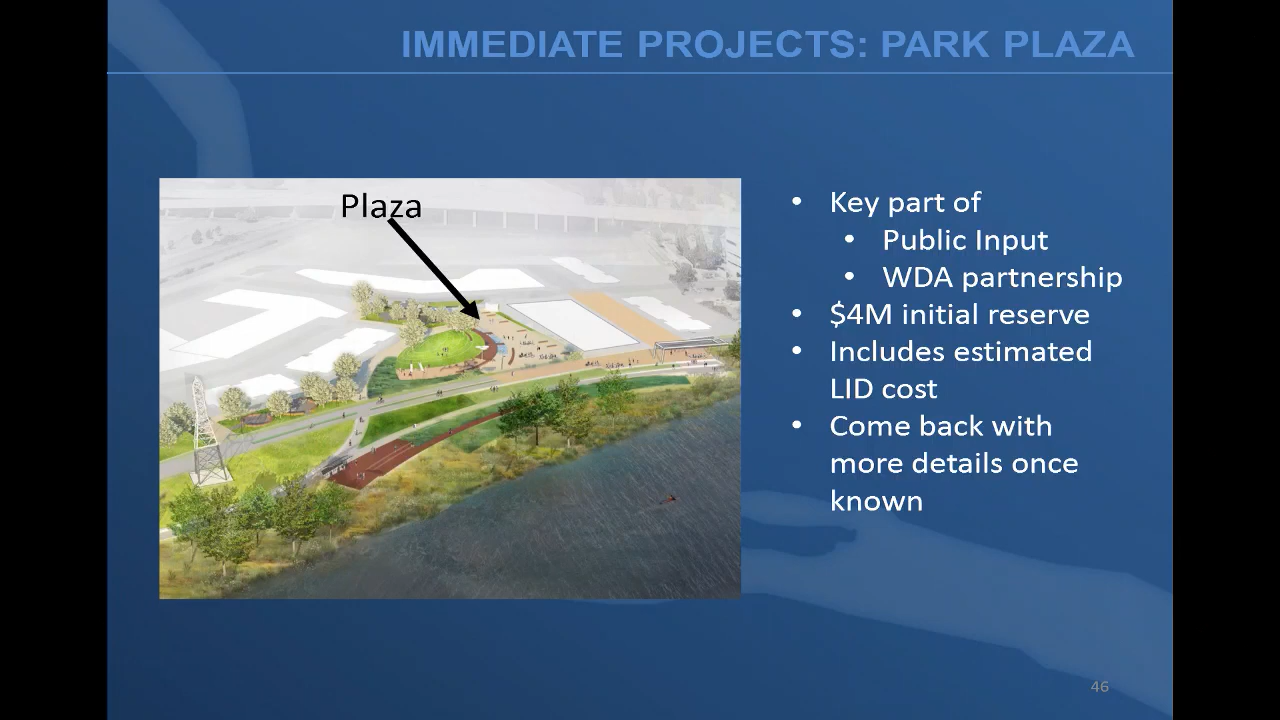 IMMEDIATE PROJECTS: PARK PLAZA
Plaza
• Key part of
• Public Input
• WDA partnership
• $4M initial reserve
• Includes estimated
LID cost
• Come back with
more details once
known
46